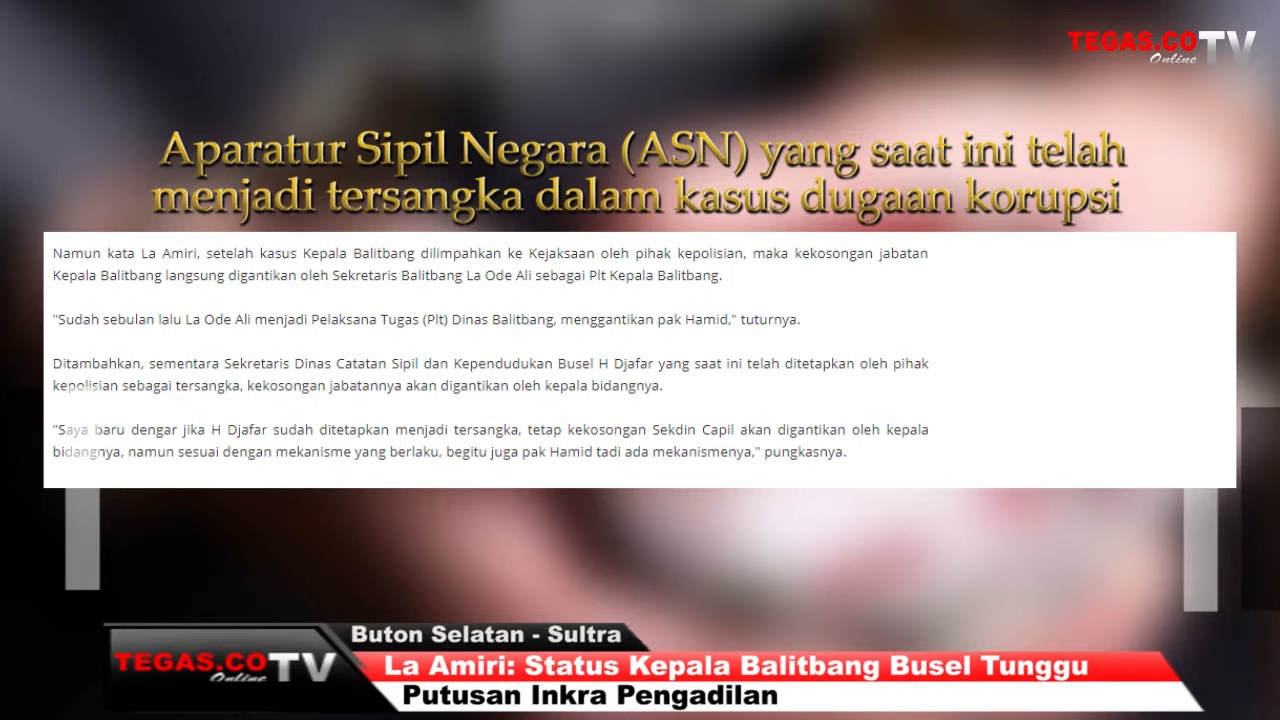 TEGAS.CO TV
Online
Aparatur Sipil Negara (ASN) yang saat ini telah
menjadi tersangka dalam kasus dugaan korupsi
Namun kata La Amiri, setelah kasus Kepala Balitbang dilimpahkan ke Kejaksaan oleh pihak kepolisian, maka kekosongan jabatan
Kepala Balitbang langsung digantikan oleh Sekretaris Balitbang La Ode Ali sebagai Plt Kepala Balitbang.
"Sudah sebulan lalu La Ode Ali menjadi Pelaksana Tugas (Plt) Dinas Balitbang, menggantikan pak Hamid," tuturnya.
Ditambahkan, sementara Sekretaris Dinas Catatan Sipil dan Kependudukan Busel H Djafar yang saat ini telah ditetapkan oleh pihak
kepolisian sebagai tersangka, kekosongan jabatannya akan digantikan oleh kepala bidangnya.
"Saya baru dengar jika H Djafar sudah ditetapkan menjadi tersangka, tetap kekosongan Sekdin Capil akan digantikan oleh kepala
bidangnya, namun sesuai dengan mekanisme yang berlaku, begitu juga pak Hamid tadi ada mekanismenya," pungkasnya.
Buton Selatan - Sultra
TEGAS.CO TV
Online
La Amiri: Status Kepala Balitbang Busel Tunggu
Putusan Inkra Pengadilan